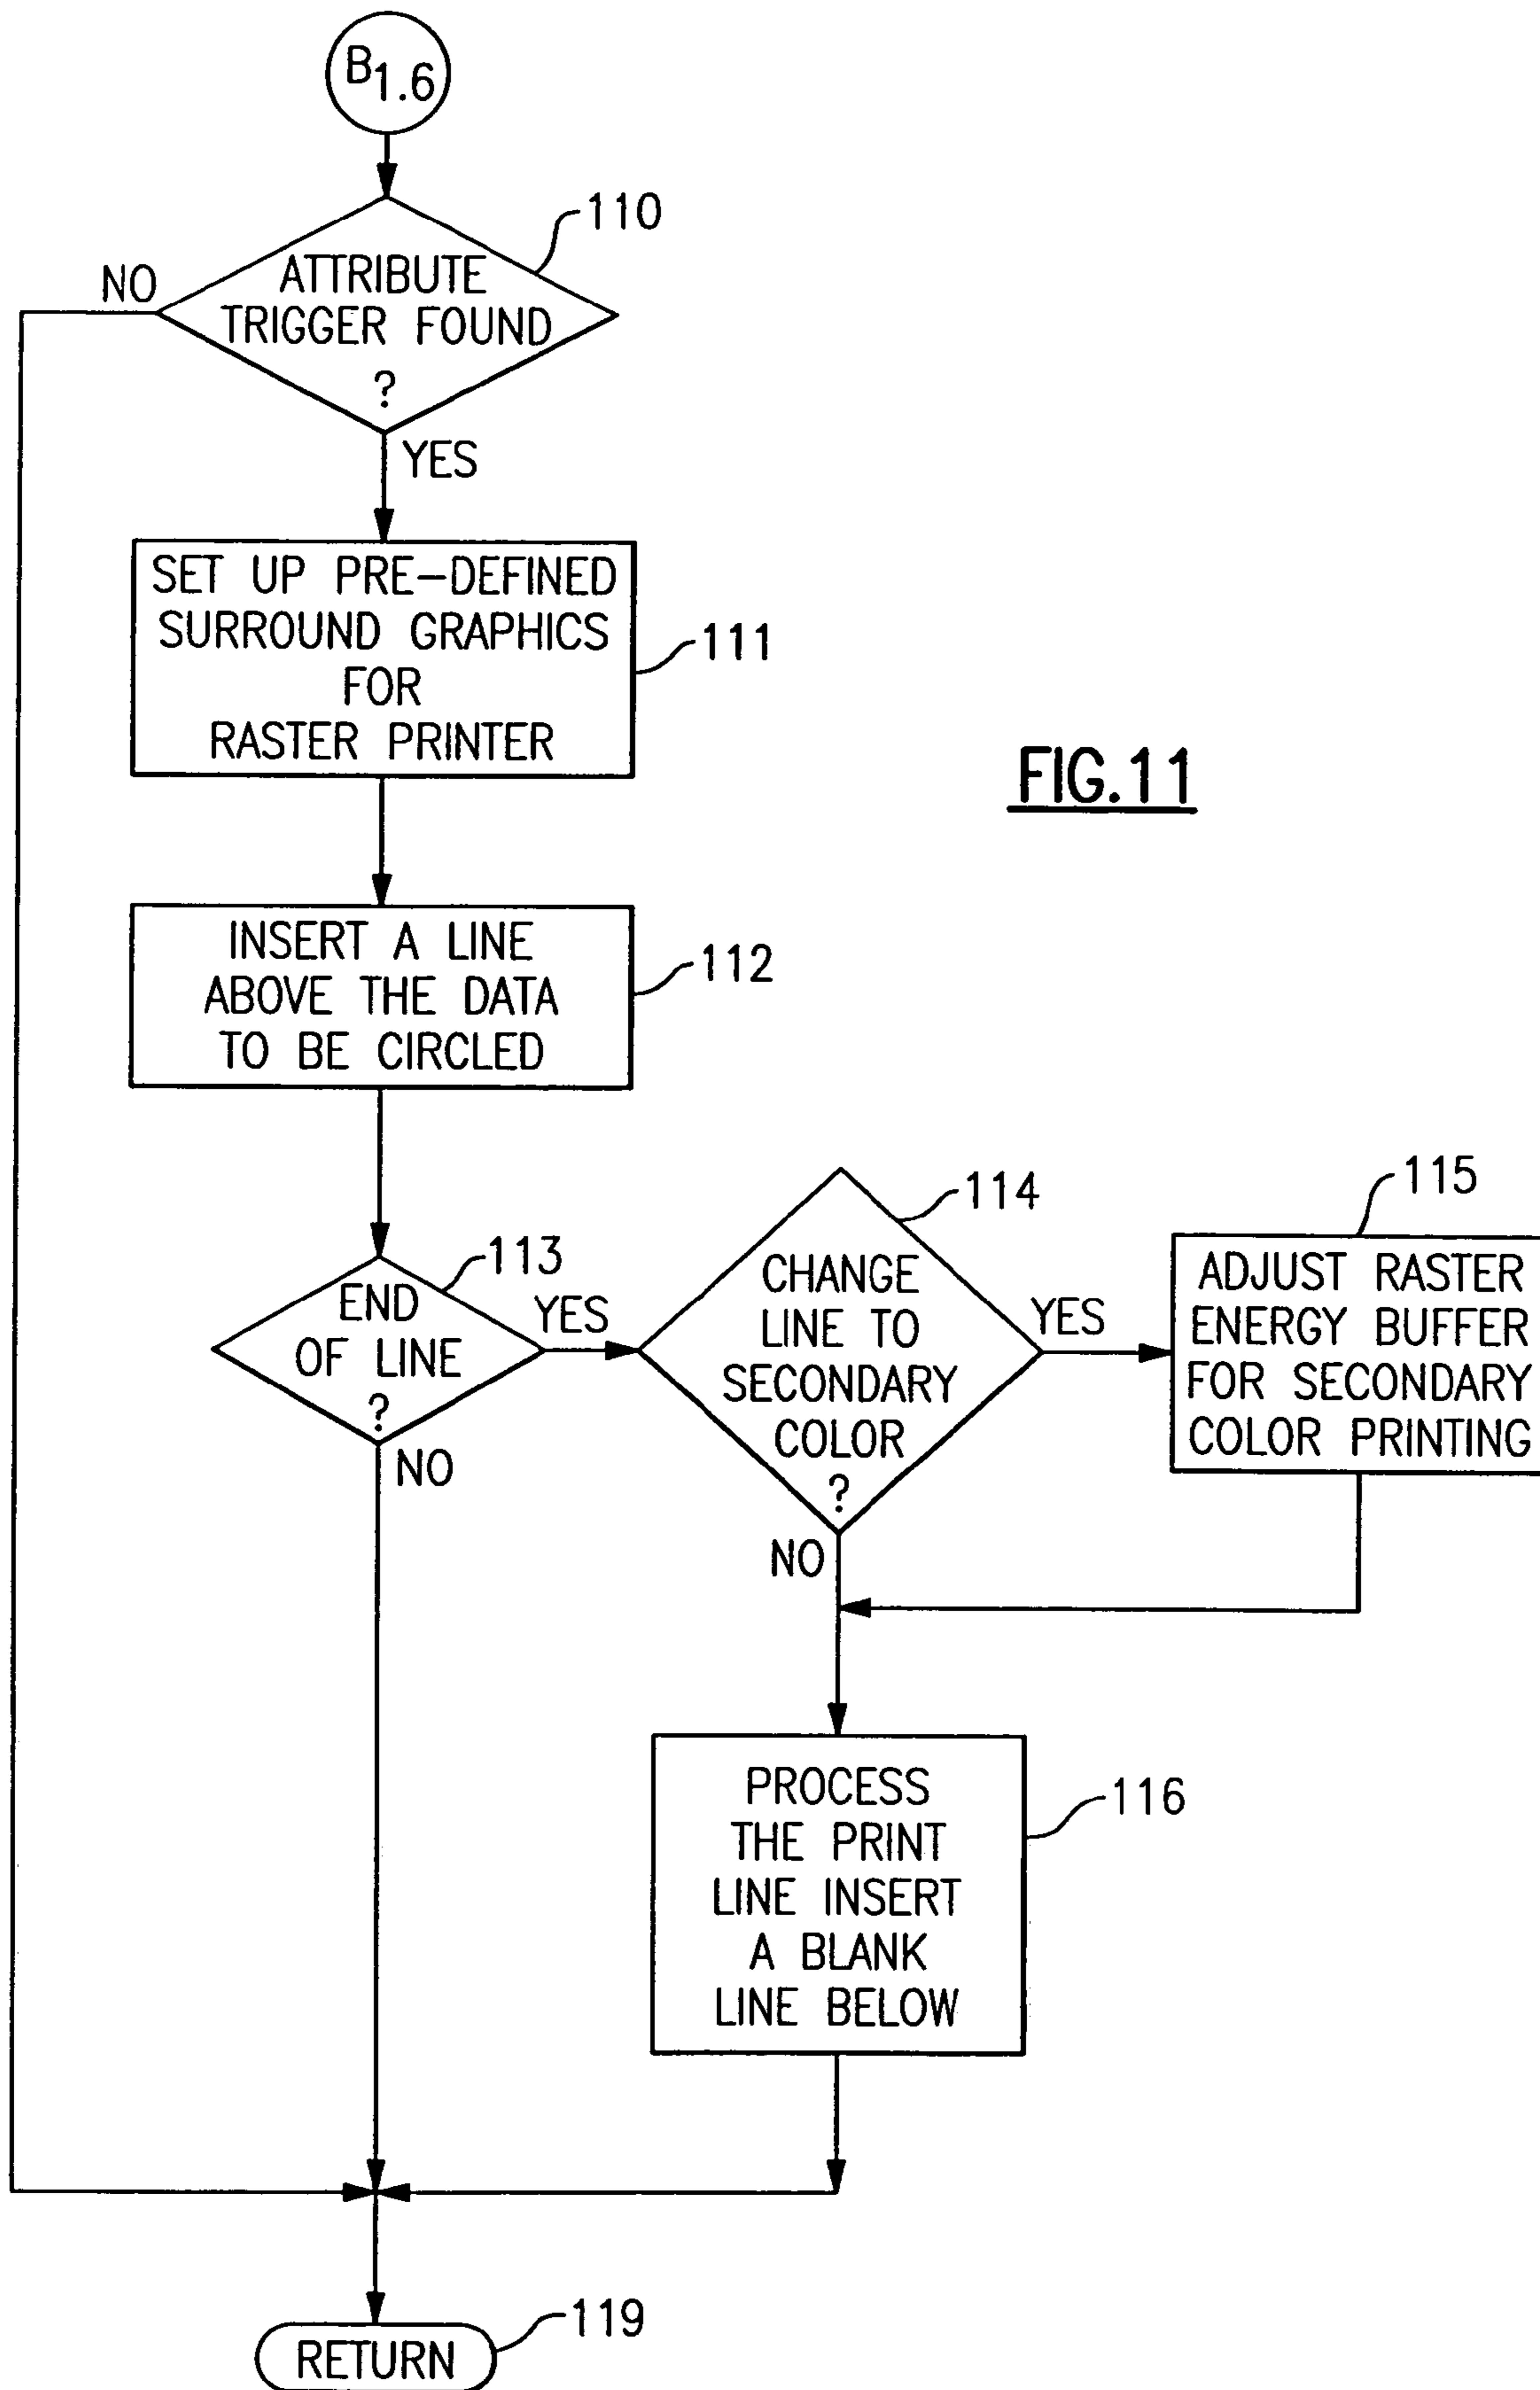 B1.6
110
NO
ATTRIBUTE
TRIGGER FOUND
?
YES
SET UP PRE-DEFINED
SURROUND GRAPHICS
FOR
RASTER PRINTER
111
FIG.11
INSERT A LINE
ABOVE THE DATA
TO BE CIRCLED
112
113
END
OF LINE
?
YES
NO
114
CHANGE
LINE TO
SECONDARY
COLOR
?
YES
NO
115
ADJUST RASTER
ENERGY BUFFER
FOR SECONDARY
COLOR PRINTING
PROCESS
THE PRINT
LINE INSERT
A BLANK
LINE BELOW
116
RETURN
119